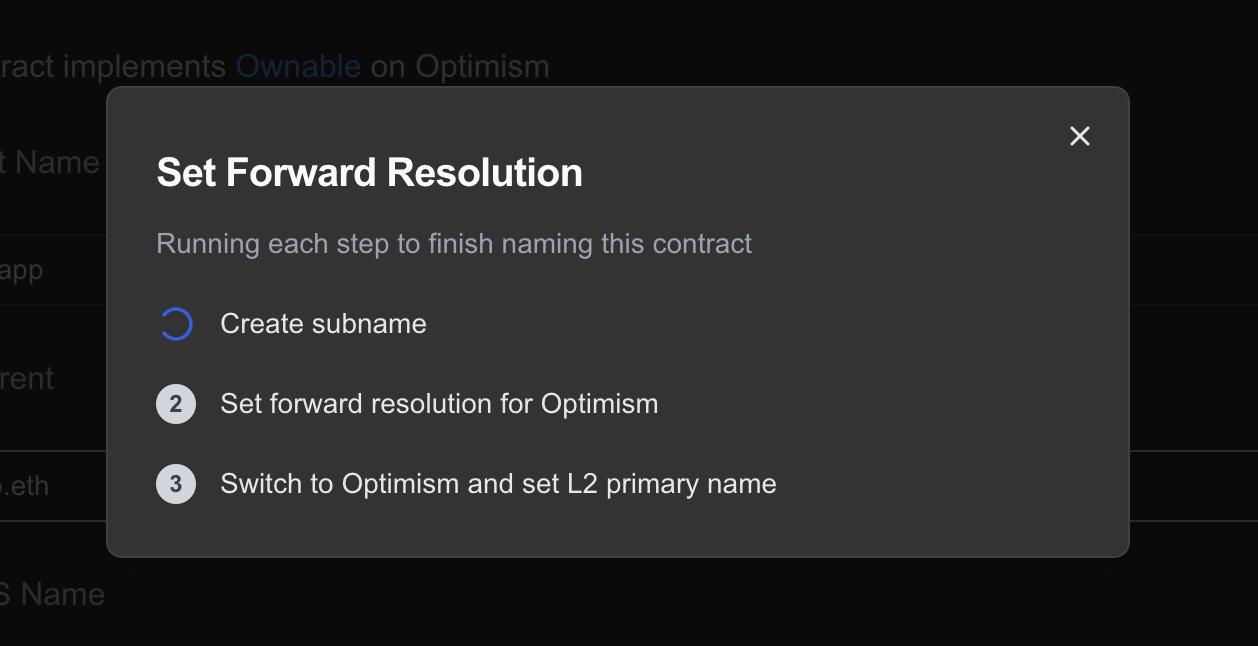 ract implements Ownable on Optimism
t Name
app
rent
.eth
S Name
Set Forward Resolution
Running each step to finish naming this contract
Create subname
2 Set forward resolution for Optimism
3 Switch to Optimism and set L2 primary name